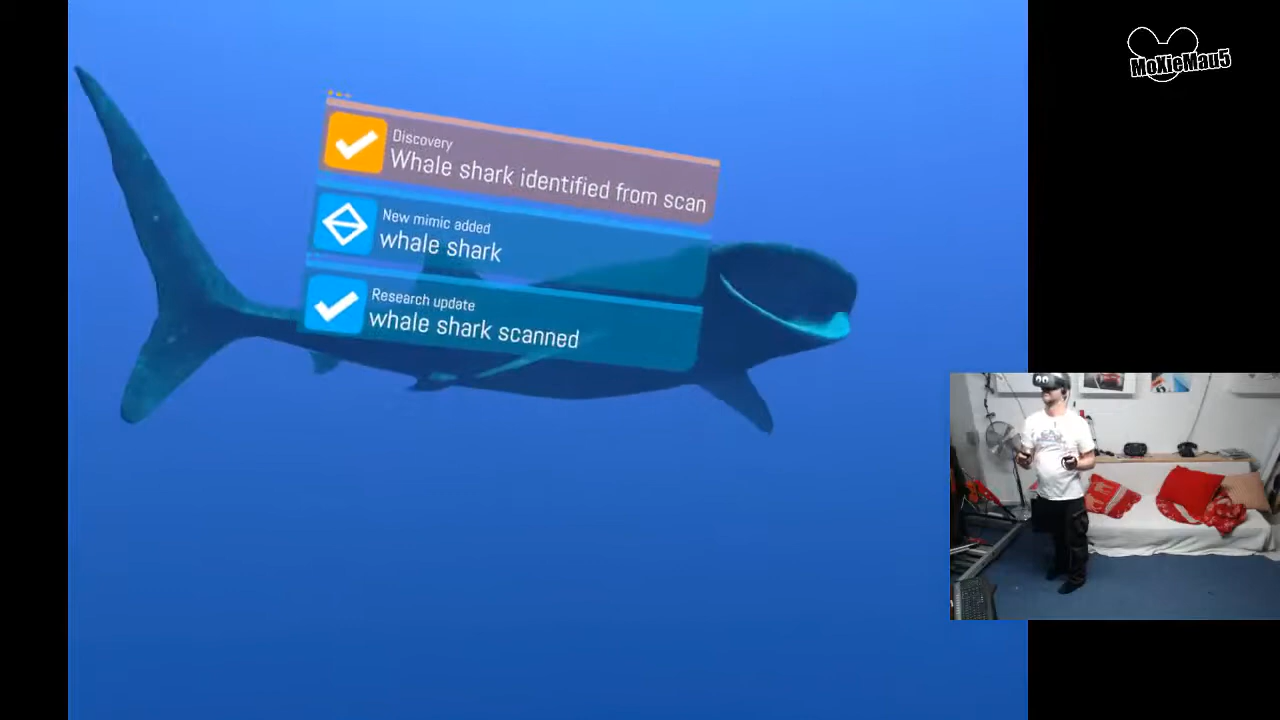 MoXieMau5
Discovery
Whale shark identified from scan
New mimic added
whale shark
Research update
whale shark scanned